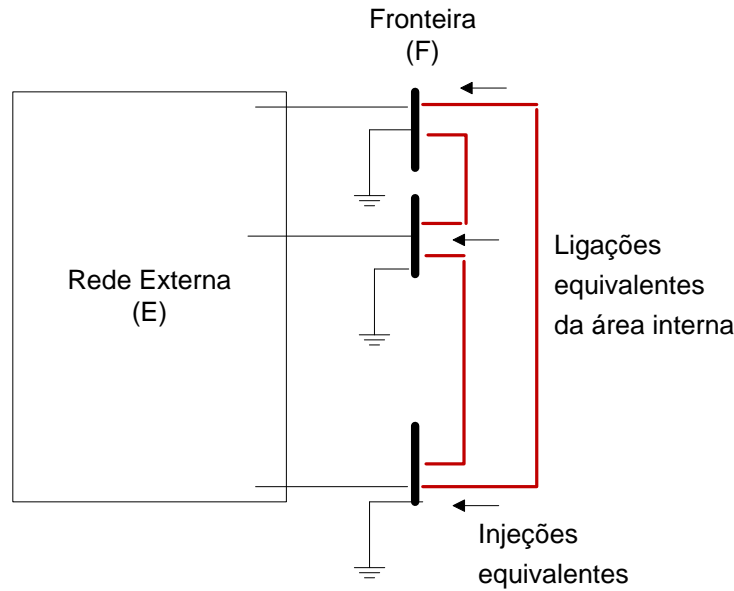 Fronteira
(F)
Rede Externa
(E)
Ligações
equivalentes
da área interna
Injeções
equivalentes